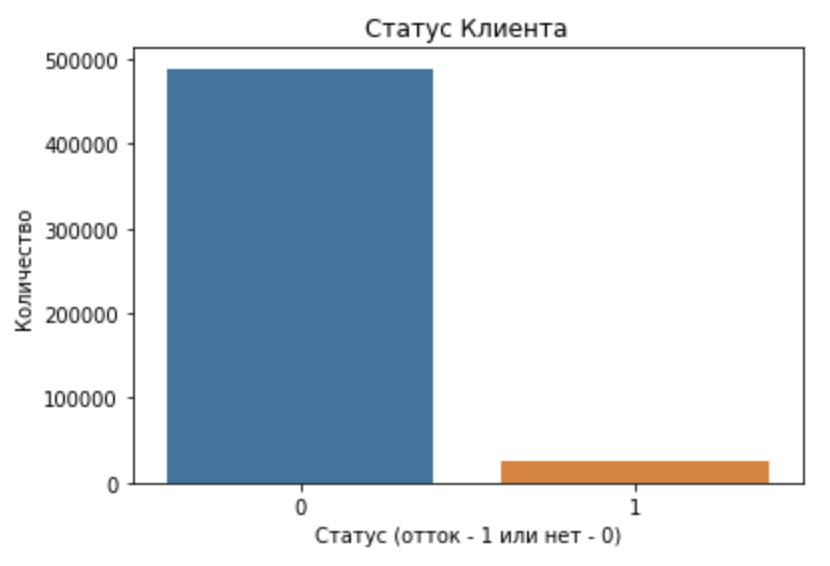 Статус Клиента
Количество
500000
400000
300000
200000
100000
0
0 1
Статус (отток - 1 или нет - 0)